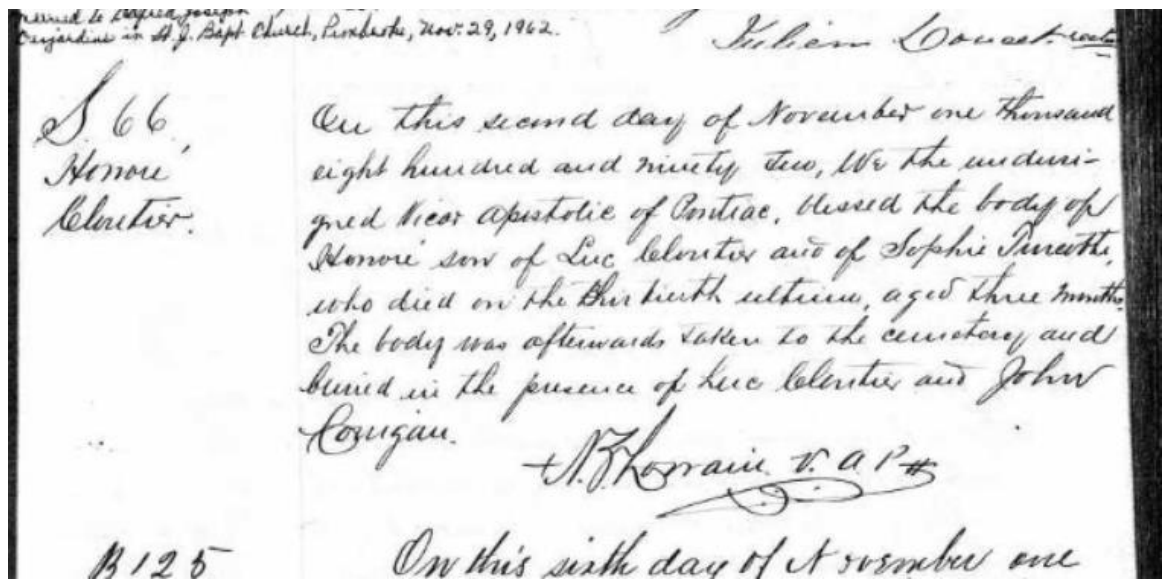 married to Wilfred Joseph
Desjardins in St. J. Bapt. Church, Pembroke, Nov. 29, 1962.
Julien
S. 66
Honoré
Cloutier.
On this second day of November one thousand
eight hundred and ninety two, We the undersi-
gned Vicar Apostolic of Pontiac, blessed the body of
Honoré son of Luc Cloutier and of Sophie Turcotte,
who died on the thirtieth ultimo, aged three months.
The body was afterwards taken to the cemetery and
buried in the presence of Luc Cloutier and John
Corrigan.
+ N. Z. Lorrain. V. A. P.
B 125
On this sixth day of November one